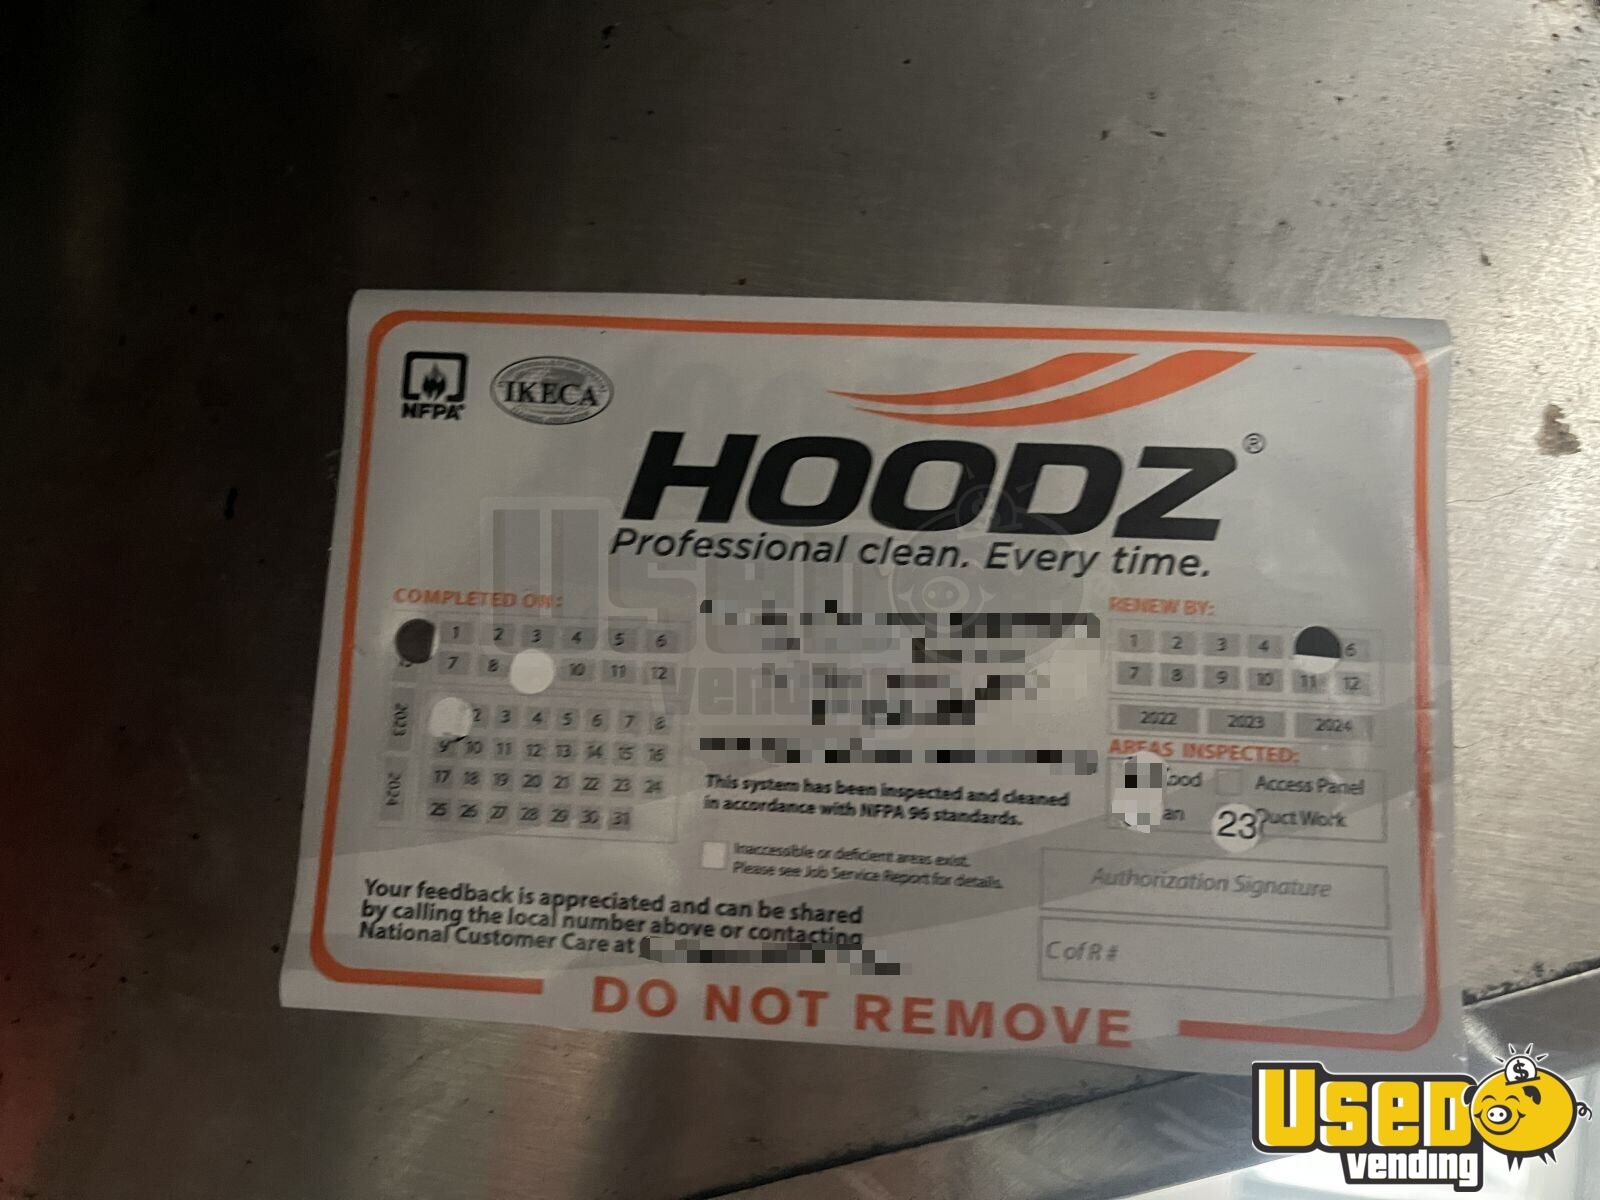 NFPA®
IKECA
HOODZ®
Professional clean. Every time.
COMPLETED ON:
1 2 3 4 5 6
7 8 10 11 12
2023
2024
2 3 4 5 6 7 8
9 10 11 12 13 14 15 16
17 18 19 20 21 22 23 24
25 26 27 28 29 30 31
This system has been inspected and cleaned
in accordance with NFPA 96 standards.
Inaccessible or deficient areas exist.
Please see Job Service Report for details.
RENEW BY:
1 2 3 4 6
7 8 9 10 11 12
2022 2023 2024
AREAS INSPECTED:
ood Access Panel
an 23 Duct Work
Authorization Signature
C of R #
Your feedback is appreciated and can be shared
by calling the local number above or contacting
National Customer Care at
DO NOT REMOVE
Used
vending
Used
vending